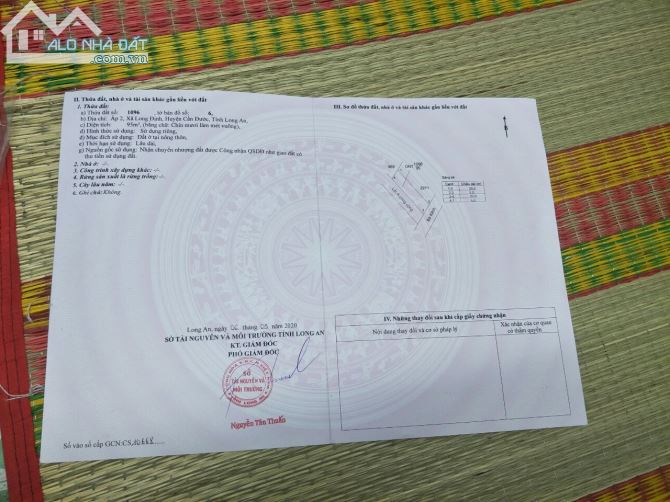 ALO NHÀ ĐẤT
.com.vn
II. Thửa đất, nhà ở và tài sản khác gắn liền với đất
1. Thửa đất:
a) Thửa đất số: 1096, tờ bản đồ số: 6,
b) Địa chỉ: Ấp 2, Xã Long Định, Huyện Cần Đước, Tỉnh Long An,
c) Diện tích: 95m², (bằng chữ: Chín mươi lăm mét vuông),
d) Hình thức sử dụng: Sử dụng riêng,
đ) Mục đích sử dụng: Đất ở tại nông thôn,
e) Thời hạn sử dụng: Lâu dài,
g) Nguồn gốc sử dụng: Nhận chuyển nhượng đất được Công nhận QSDĐ như giao đất có
thu tiền sử dụng đất.
2. Nhà ở: -/-
3. Công trình xây dựng khác: -/-
4. Rừng sản xuất là rừng trồng: -/-
5. Cây lâu năm: -/-
6. Ghi chú: Không.
Long An, ngày 06 tháng 05 năm 2020
SỞ TÀI NGUYÊN VÀ MÔI TRƯỜNG TỈNH LONG AN
KT. GIÁM ĐỐC
PHÓ GIÁM ĐỐC
SỞ
TÀI NGUYÊN VÀ
MÔI TRƯỜNG
Nguyễn Tân Thuấn
Số vào sổ cấp GCN:CS
III. Sơ đồ thửa đất, nhà ở và tài sản khác gắn liền với đất
1096
IV. Những thay đổi sau khi cấp giấy chứng nhận
Nội dung thay đổi và cơ sở pháp lý
Xác nhận của cơ quan
có thẩm quyền